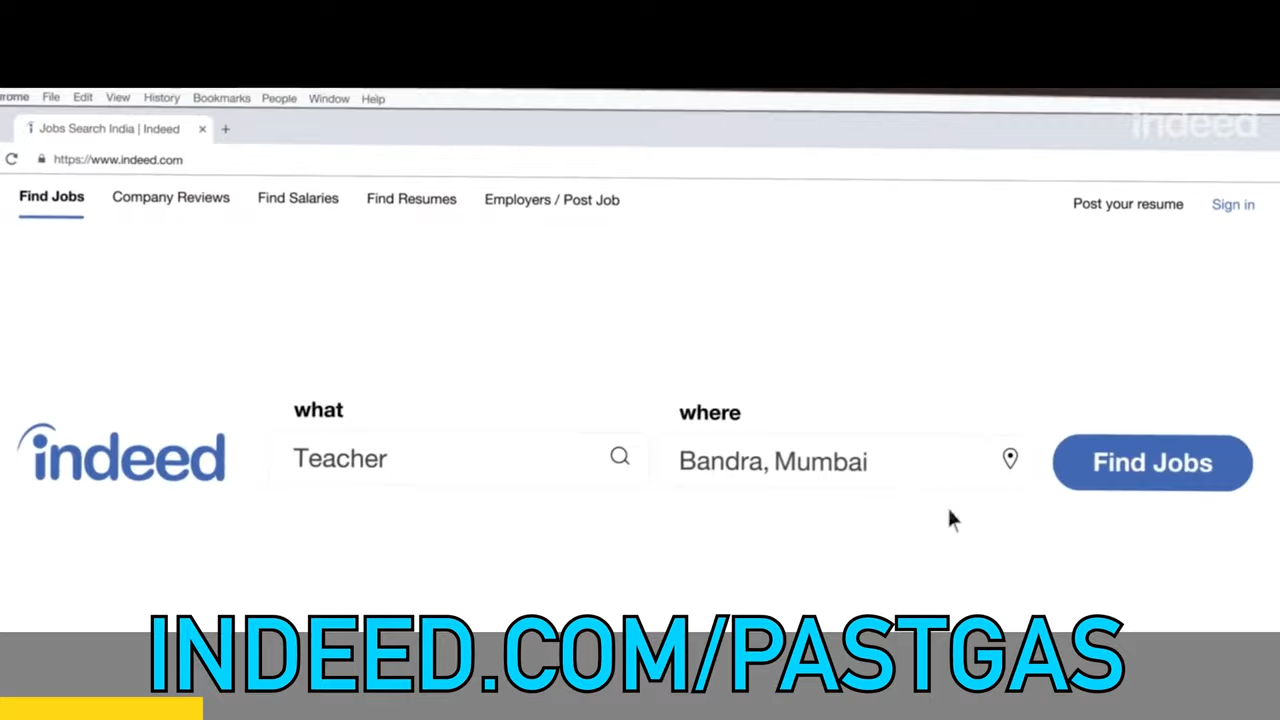 File Edit View History Bookmarks People Window Help
indeed
Jobs Search India | Indeed
https://www.indeed.com
Find Jobs Company Reviews Find Salaries Find Resumes Employers / Post Job Post your resume Sign in
what where
indeed Teacher Bandra, Mumbai Find Jobs
INDEED.COM/PASTGAS